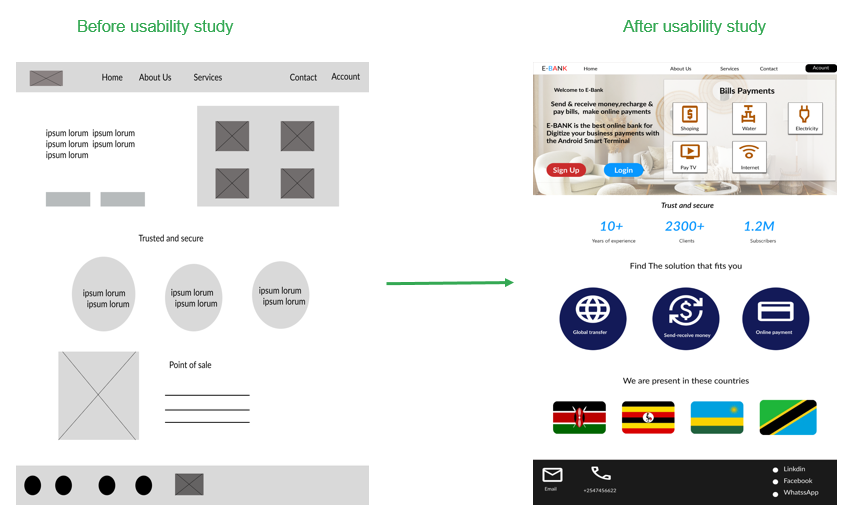 Before usability study
After usability study
Home About Us Services Contact Account
ipsum lorum ipsum lorum
ipsum lorum ipsum lorum
ipsum lorum
Trusted and secure
ipsum lorum
ipsum lorum
ipsum lorum
ipsum lorum
ipsum lorum
ipsum lorum
Point of sale
E-BANK Home About Us Services Contact Account
Welcome to E-Bank
Send & receive money,recharge &
pay bills, make online payments
E-BANK is the best online bank for
Digitize your business payments with
the Android Smart Terminal
Sign Up Login
Bills Payments
Shoping Water Electricity
Pay TV Internet
Trust and secure
10+ 2300+ 1.2M
Years of experience Clients Subscribers
Find The solution that fits you
Global transfer Send-receive money Online payment
We are present in these countries
Email +2547456622
Linkdin
Facebook
WhatssApp